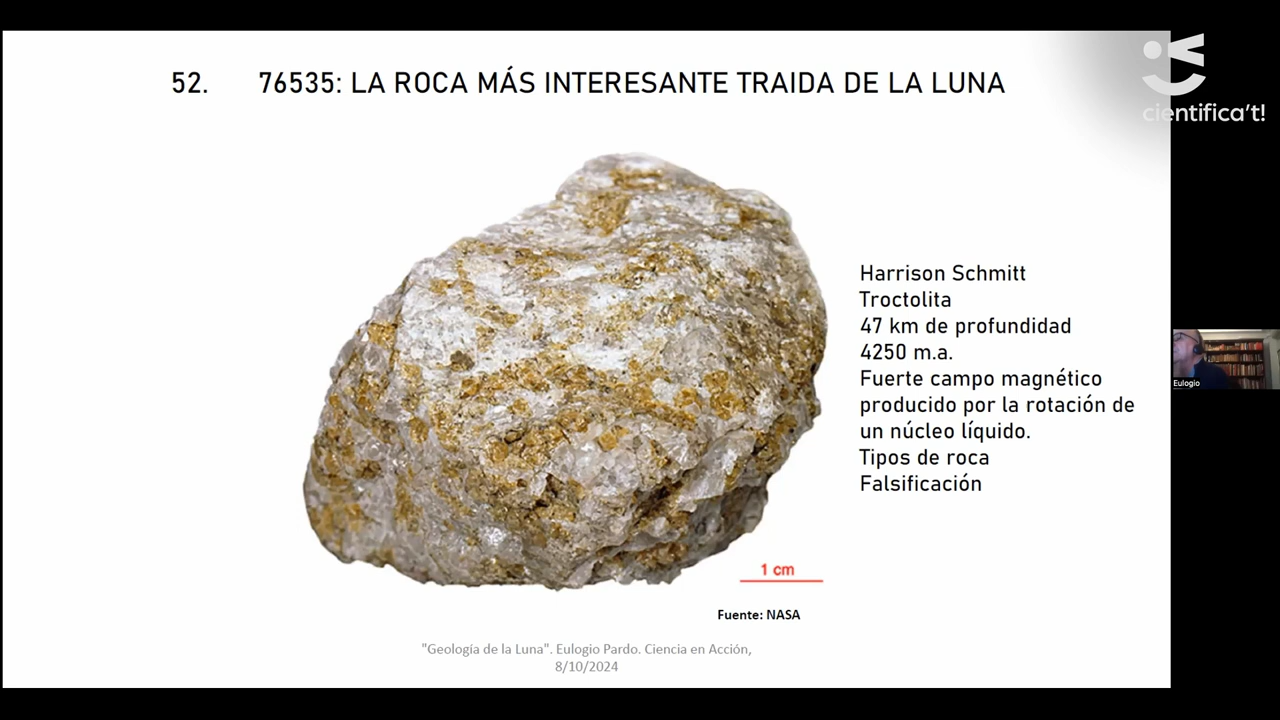 52. 76535: LA ROCA MÁS INTERESANTE TRAIDA DE LA LUNA
cientifica't!
Harrison Schmitt
Troctolita
47 km de profundidad
4250 m.a.
Fuerte campo magnético
producido por la rotación de
un núcleo líquido.
Tipos de roca
Falsificación
Eulogio
1 cm
Fuente: NASA
"Geología de la Luna". Eulogio Pardo. Ciencia en Acción,
8/10/2024